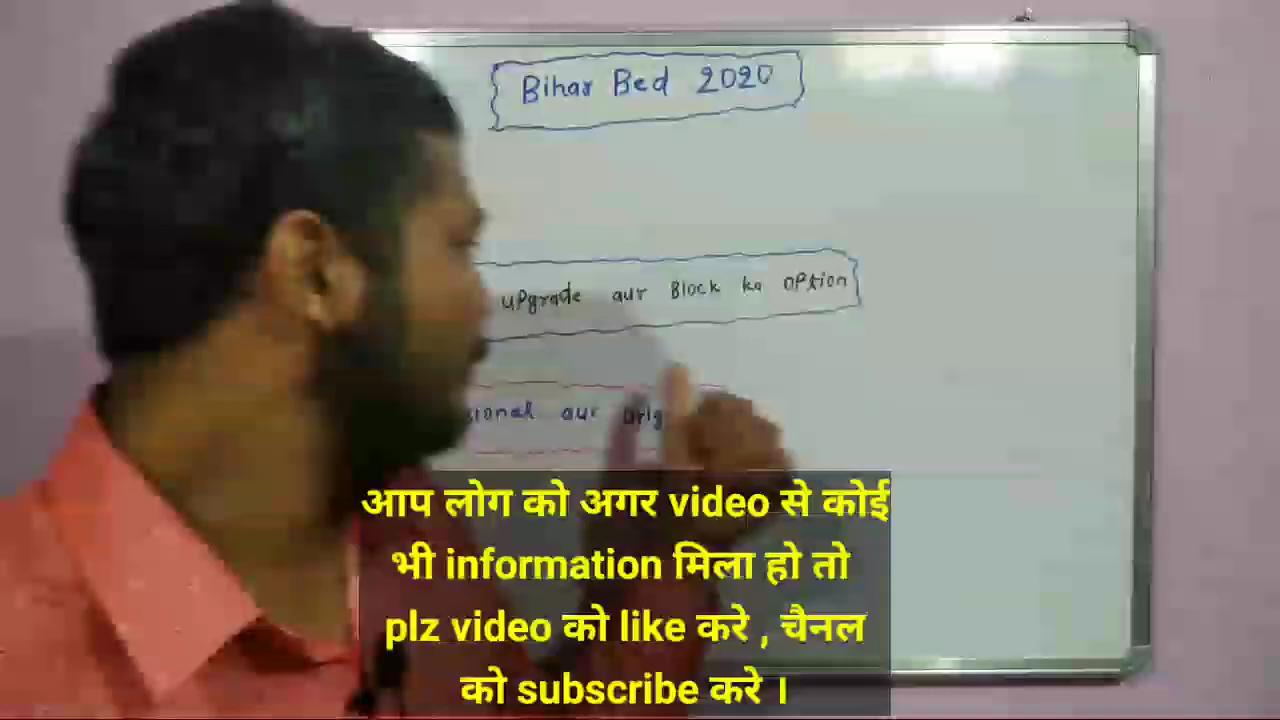 Bihar Bed 2020
upgrade aur Block ka option
aur
आप लोग को अगर video से कोई
भी information मिला हो तो
plz video को like करे , चैनल
को subscribe करे ।